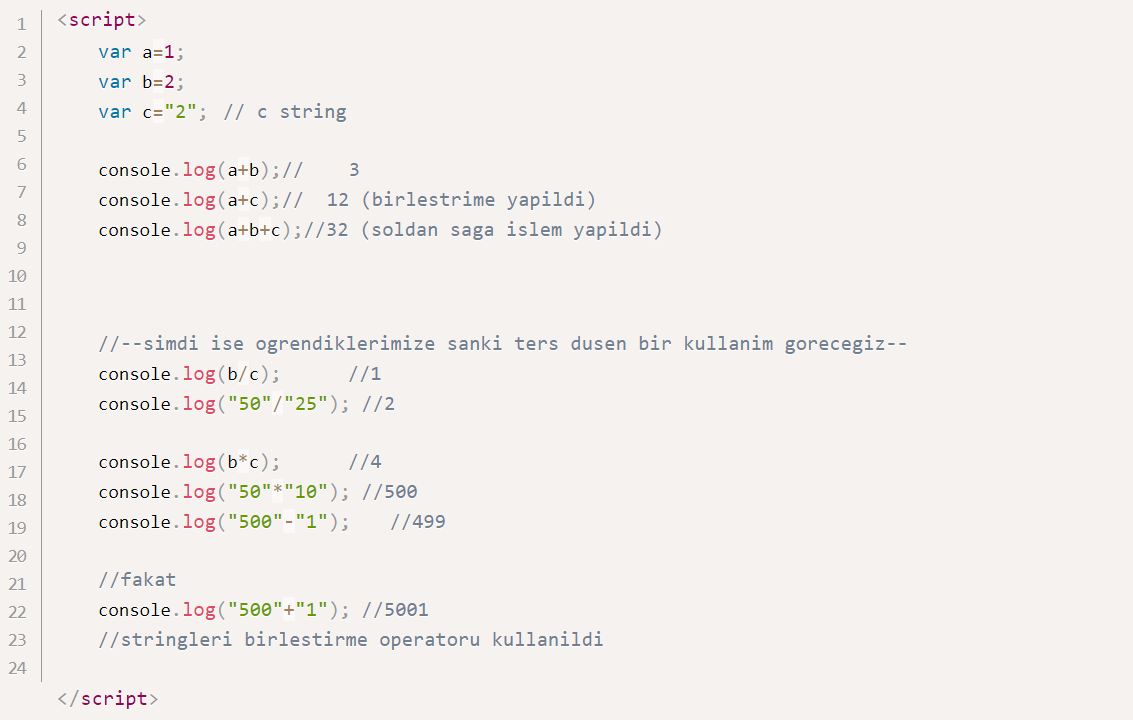 1 <script>
2 var a=1;
3 var b=2;
4 var c="2"; // c string
5
6 console.log(a+b);//    3
7 console.log(a+c);//  12 (birlestrime yapildi)
8 console.log(a+b+c);//32 (soldan saga islem yapildi)
9
10
11
12 //--simdi ise ogrendiklerimize sanki ters dusen bir kullanim gorecegiz--
13 console.log(b/c);      //1
14 console.log("50"/"25"); //2
15
16 console.log(b*c);      //4
17 console.log("50"*"10"); //500
18 console.log("500"-"1");    //499
19
20 //fakat
21 console.log("500"+"1"); //5001
22 //stringleri birlestirme operatoru kullanildi
23
24 </script>